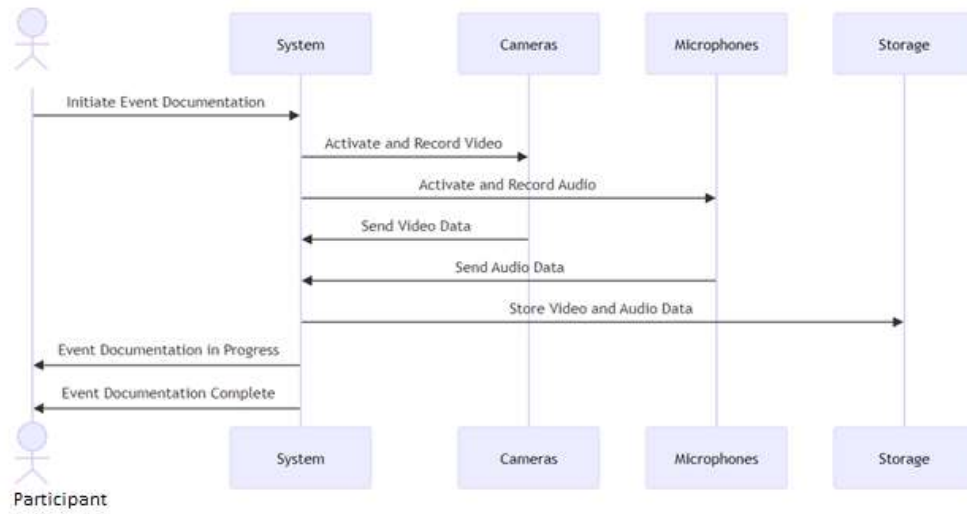 System
Cameras
Microphones
Storage
Initiate Event Documentation
Activate and Record Video
Activate and Record Audio
Send Video Data
Send Audio Data
Store Video and Audio Data
Event Documentation in Progress
Event Documentation Complete
System
Cameras
Microphones
Storage
Participant